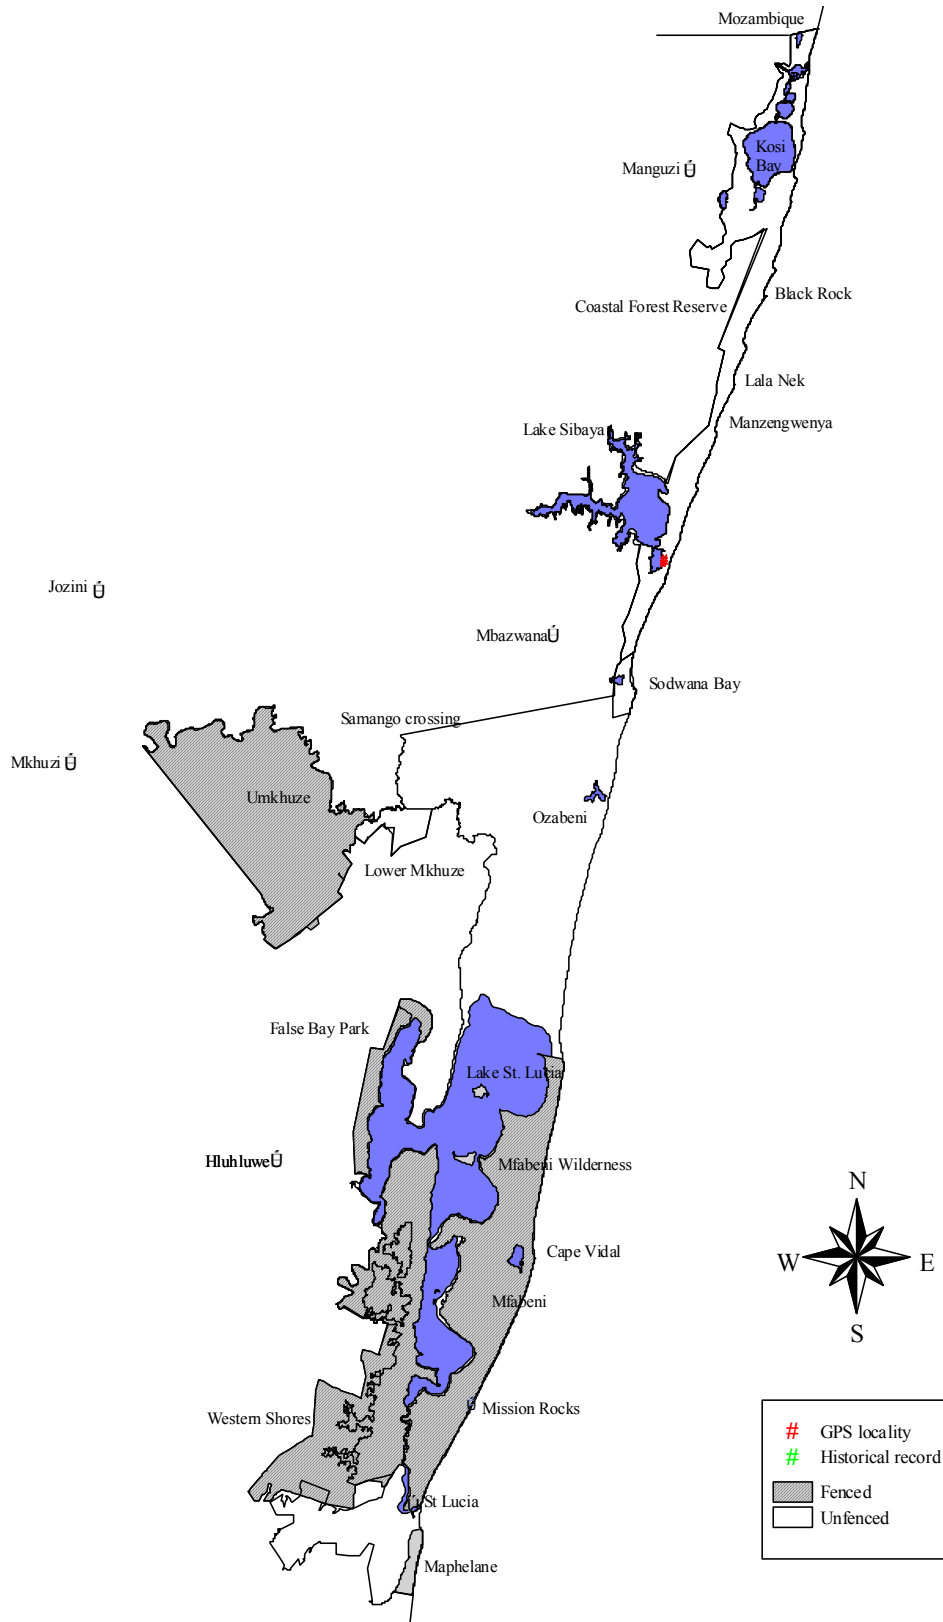 Mozambique
Kosi
Bay
Manguzi
Black Rock
Coastal Forest Reserve
Lala Nek
Manzengwenya
Lake Sibaya
Jozini
Mbazwana
Sodwana Bay
Samango crossing
Mkhuzi
Umkhuze
Ozabeni
Lower Mkhuze
False Bay Park
Lake St. Lucia
Hluhluwe
Mfabeni Wilderness
N
Cape Vidal
W
E
Mfabeni
S
Mission Rocks
Western Shores
# GPS locality
# Historical record
Fenced
St Lucia
Unfenced
Maphelane